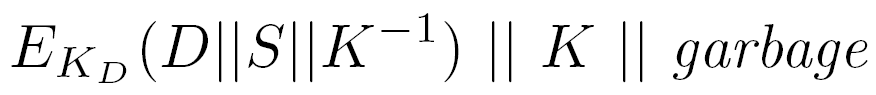 $E_{K_D}(D||S||K^{-1}) \ || \ K \ || \ garbage$